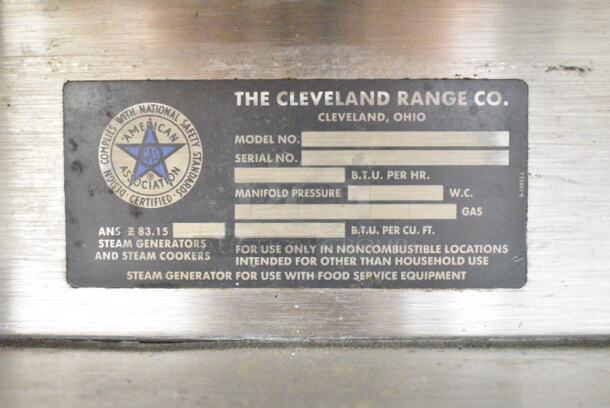 THE CLEVELAND RANGE CO.
CLEVELAND, OHIO
MODEL NO.
SERIAL NO.
B.T.U. PER HR.
MANIFOLD PRESSURE W.C.
GAS
B.T.U. PER CU. FT.
DESIGN COMPLIES WITH NATIONAL SAFETY STANDARDS
CERTIFIED
AMERICAN
GAS
ASSOCIATION
ANS Z 83.15
STEAM GENERATORS
AND STEAM COOKERS
FOR USE ONLY IN NONCOMBUSTIBLE LOCATIONS
INTENDED FOR OTHER THAN HOUSEHOLD USE
STEAM GENERATOR FOR USE WITH FOOD SERVICE EQUIPMENT